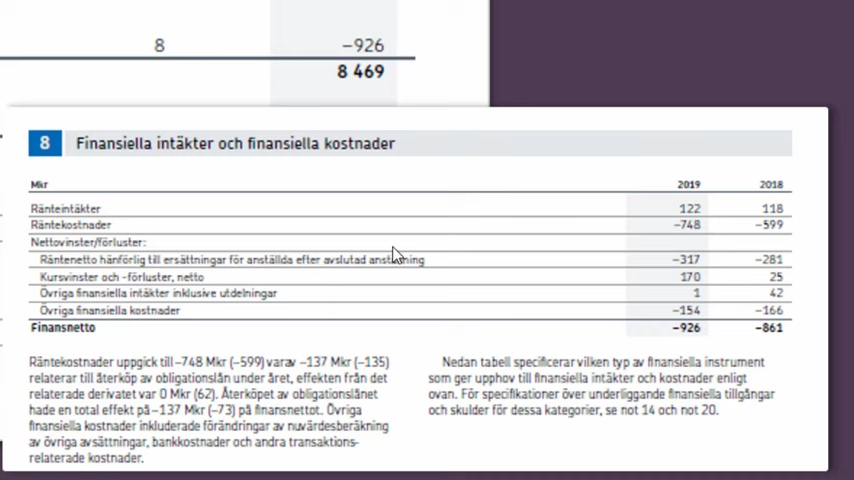 8 –926
8 469
8 Finansiella intäkter och finansiella kostnader
Mkr 2019 2018
Ränteintäkter 122 118
Räntekostnader –748 –599
Nettovinster/förluster:
Räntenetto hänförlig till ersättningar för anställda efter avslutad anställning –317 –281
Kursvinster och -förluster, netto 170 25
Övriga finansiella intäkter inklusive utdelningar 1 42
Övriga finansiella kostnader –154 –166
Finansnetto –926 –861
Räntekostnader uppgick till –748 Mkr (–599) varav –137 Mkr (–135)
relaterar till återköp av obligationslån under året, effekten från det
relaterade derivatet var 0 Mkr (62). Återköpet av obligationslånet
hade en total effekt på –137 Mkr (–73) på finansnettot. Övriga
finansiella kostnader inkluderade förändringar av nuvärdesberäkning
av övriga avsättningar, bankkostnader och andra transaktions-
relaterade kostnader.
Nedan tabell specificerar vilken typ av finansiella instrument
som ger upphov till finansiella intäkter och kostnader enligt
ovan. För specifikationer över underliggande finansiella tillgångar
och skulder för dessa kategorier, se not 14 och not 20.